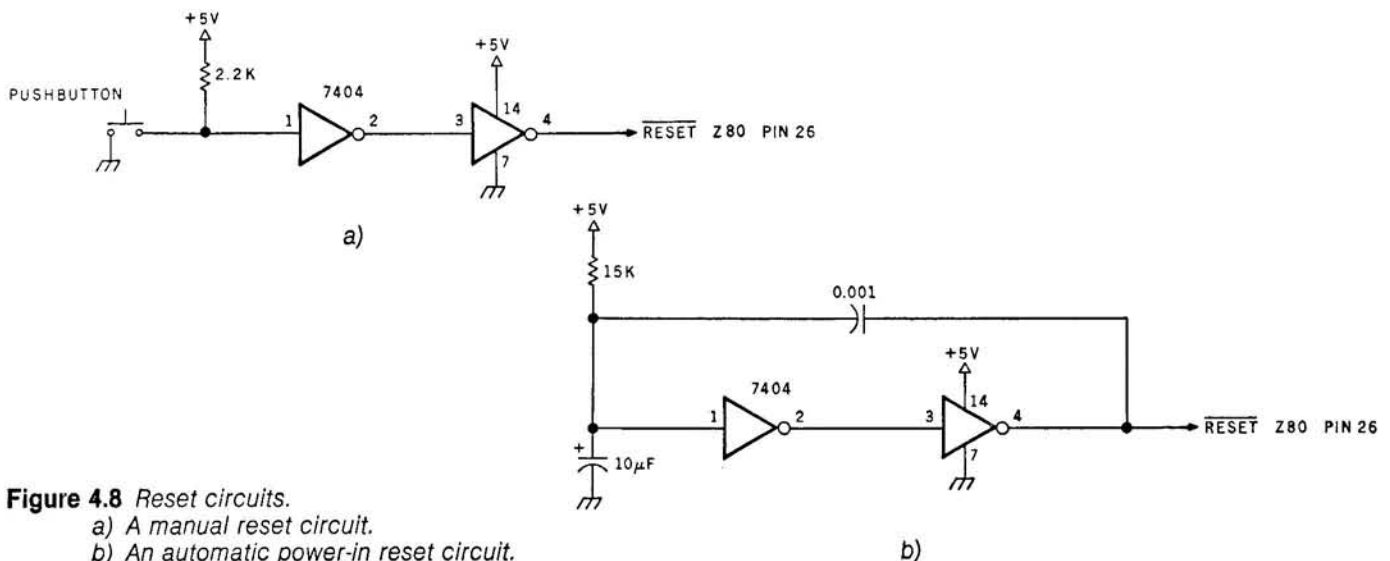 +5V
2.2K
PUSHBUTTON
7404
1
2
+5V
14
3
4
7
RESET Z80 PIN 26
a)
+5V
15K
0.001
7404
1
2
+5V
14
3
4
7
RESET Z80 PIN 26
+
10µF
b)
Figure 4.8 Reset circuits.
a) A manual reset circuit.
b) An automatic power-in reset circuit.